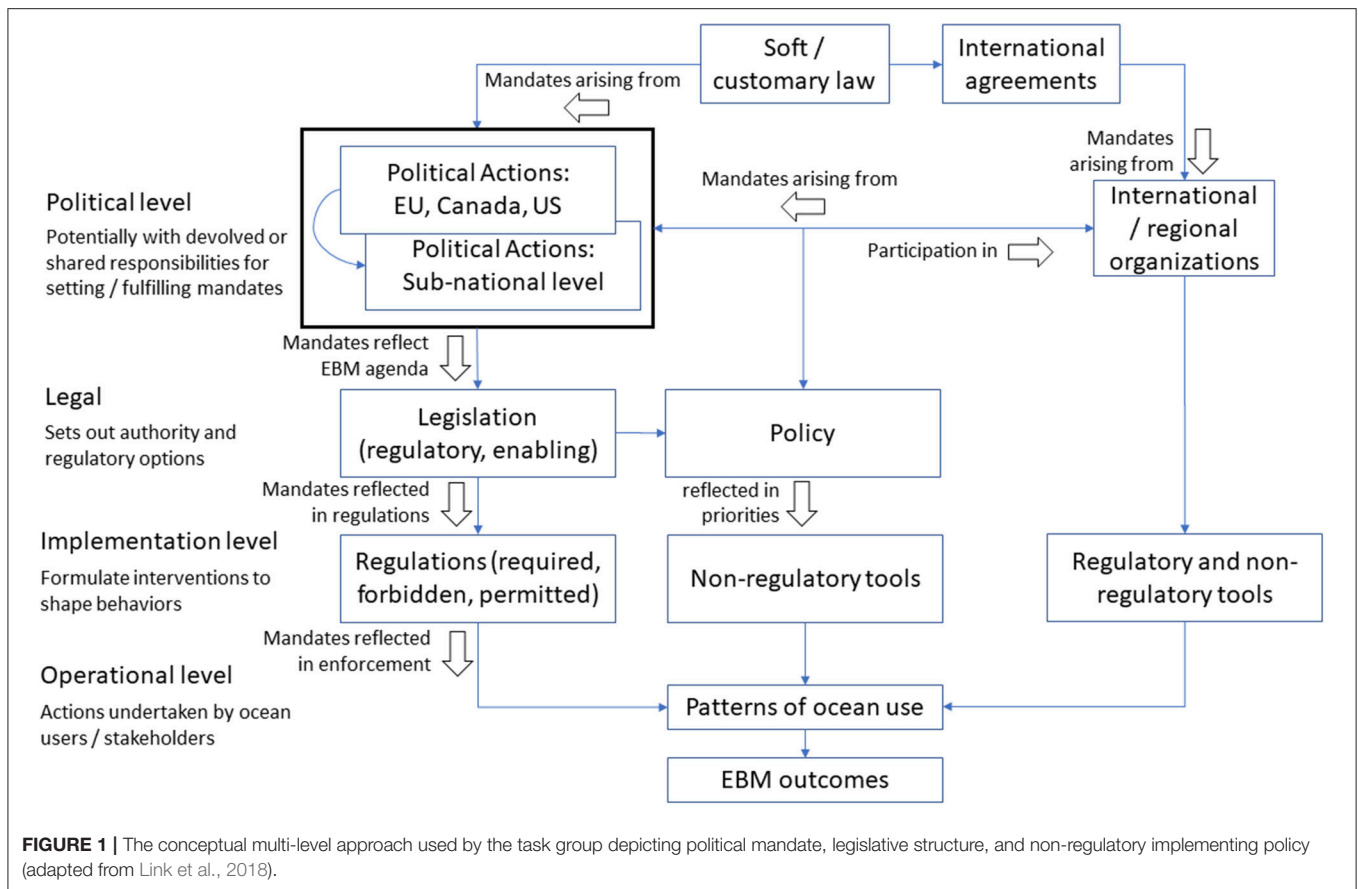 Soft /
customary law
International
agreements
Mandates arising from
Mandates
arising from
Political level
Potentially with devolved or
shared responsibilities for
setting / fulfilling mandates
Political Actions:
EU, Canada, US
Political Actions:
Sub-national level
Mandates arising from
Participation in
International
/ regional
organizations
Mandates reflect
EBM agenda
Legal
Sets out authority and
regulatory options
Legislation
(regulatory, enabling)
Policy
Mandates reflected
in regulations
reflected in
priorities
Implementation level
Formulate interventions to
shape behaviors
Regulations (required,
forbidden, permitted)
Non-regulatory tools
Regulatory and non-
regulatory tools
Mandates reflected
in enforcement
Operational level
Actions undertaken by ocean
users / stakeholders
Patterns of ocean use
EBM outcomes
FIGURE 1 | The conceptual multi-level approach used by the task group depicting political mandate, legislative structure, and non-regulatory implementing policy
(adapted from Link et al., 2018).